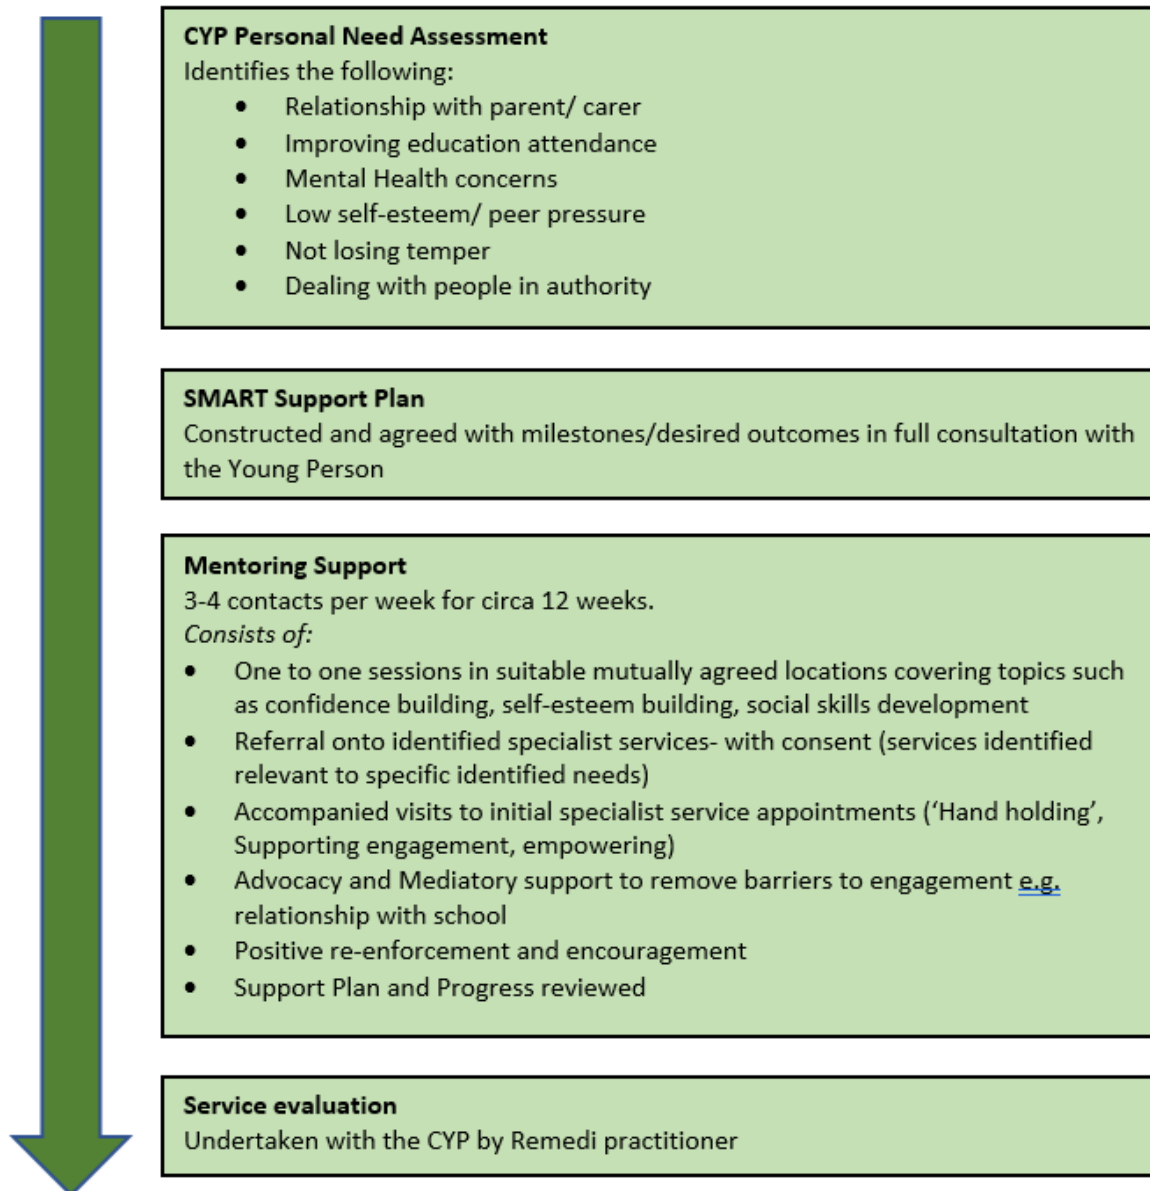 CYP Personal Need Assessment
Identifies the following:
• Relationship with parent/ carer
• Improving education attendance
• Mental Health concerns
• Low self-esteem/ peer pressure
• Not losing temper
• Dealing with people in authority
SMART Support Plan
Constructed and agreed with milestones/desired outcomes in full consultation with
the Young Person
Mentoring Support
3-4 contacts per week for circa 12 weeks.
Consists of:
• One to one sessions in suitable mutually agreed locations covering topics such
as confidence building, self-esteem building, social skills development
• Referral onto identified specialist services- with consent (services identified
relevant to specific identified needs)
• Accompanied visits to initial specialist service appointments (‘Hand holding’,
Supporting engagement, empowering)
• Advocacy and Mediatory support to remove barriers to engagement e.g.
relationship with school
• Positive re-enforcement and encouragement
• Support Plan and Progress reviewed
Service evaluation
Undertaken with the CYP by Remedi practitioner